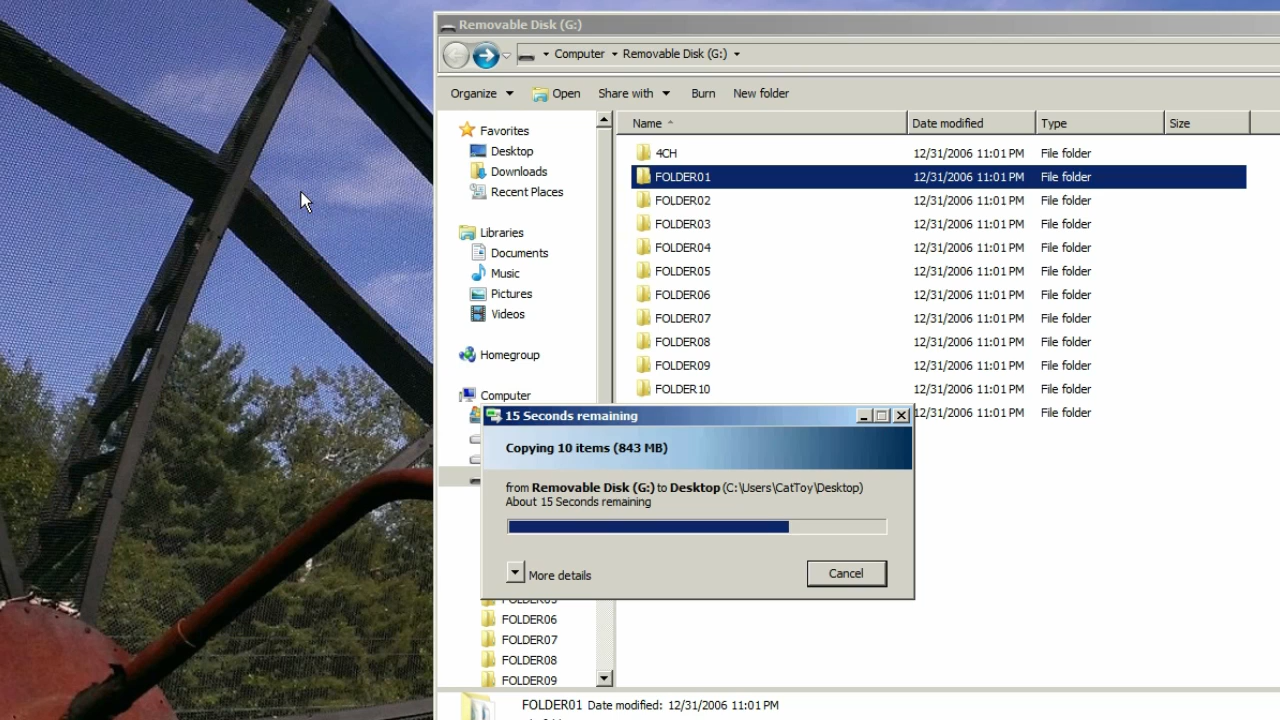 Removable Disk (G:)
Computer Removable Disk (G:)
Organize Open Share with Burn New folder
Name Date modified Type Size
Favorites
Desktop
Downloads
Recent Places
Libraries
Documents
Music
Pictures
Videos
Homegroup
Computer
4CH 12/31/2006 11:01 PM File folder
FOLDER01 12/31/2006 11:01 PM File folder
FOLDER02 12/31/2006 11:01 PM File folder
FOLDER03 12/31/2006 11:01 PM File folder
FOLDER04 12/31/2006 11:01 PM File folder
FOLDER05 12/31/2006 11:01 PM File folder
FOLDER06 12/31/2006 11:01 PM File folder
FOLDER07 12/31/2006 11:01 PM File folder
FOLDER08 12/31/2006 11:01 PM File folder
FOLDER09 12/31/2006 11:01 PM File folder
FOLDER10 12/31/2006 11:01 PM File folder
12/31/2006 11:01 PM File folder
15 Seconds remaining
Copying 10 items (843 MB)
from Removable Disk (G:) to Desktop (C:\Users\CatToy\Desktop)
About 15 Seconds remaining
More details Cancel
FOLDER05
FOLDER06
FOLDER07
FOLDER08
FOLDER09
FOLDER01 Date modified: 12/31/2006 11:01 PM